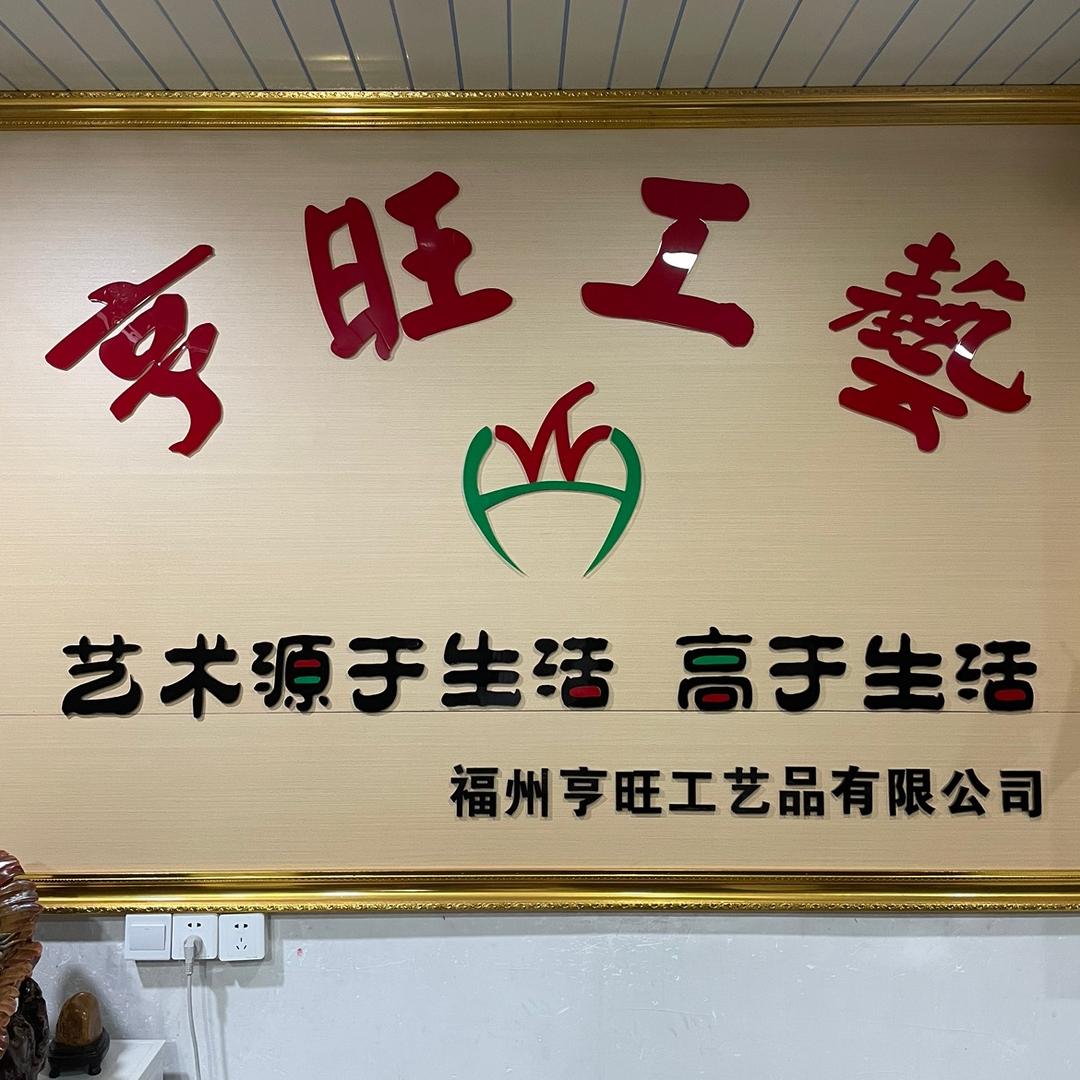 亨旺工藝
艺术源于生活 高于生活
福州亨旺工艺品有限公司